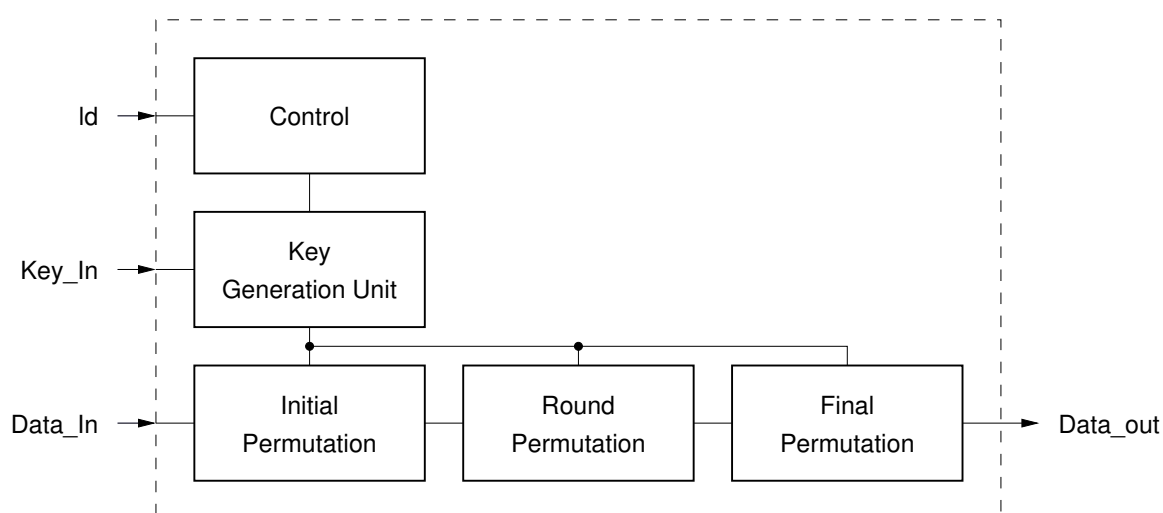 ld
Control
Key_In
Key
Generation Unit
Data_In
Initial
Permutation
Round
Permutation
Final
Permutation
Data_out